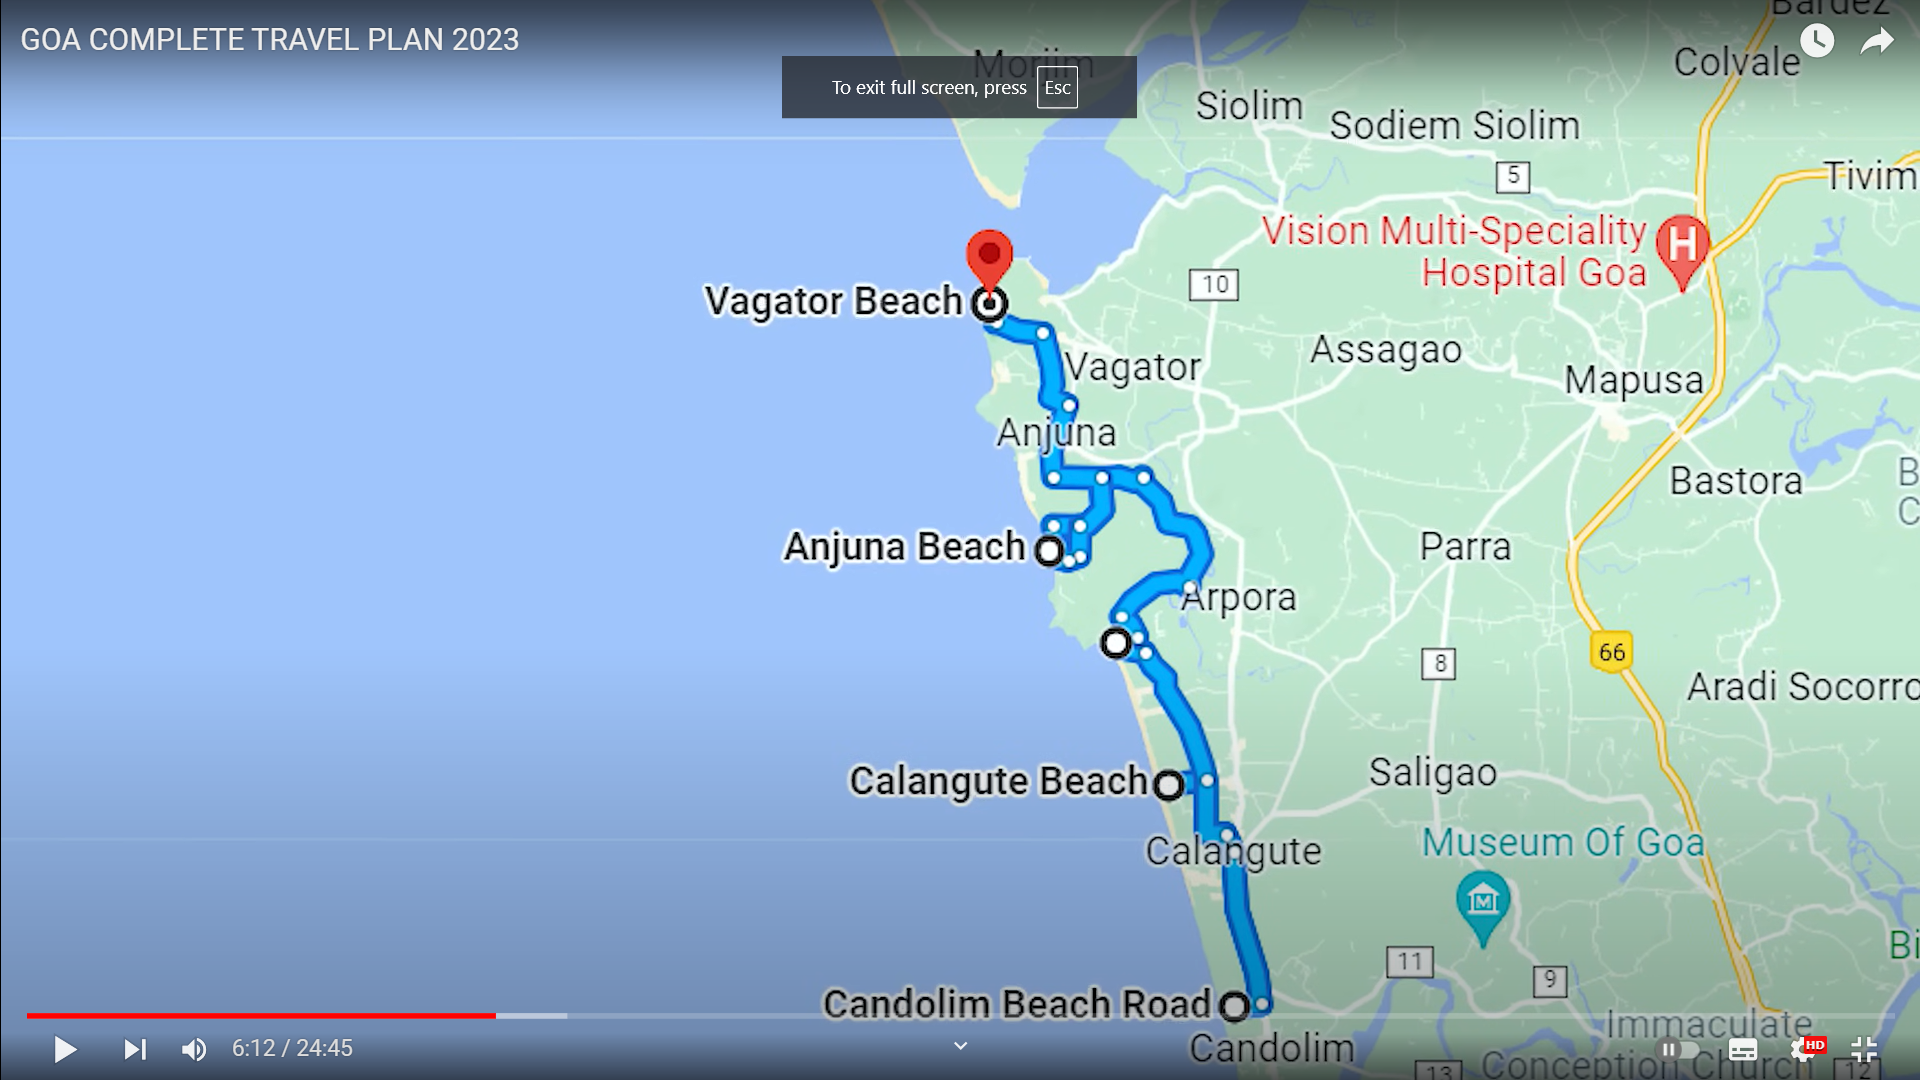 GOA COMPLETE TRAVEL PLAN 2023
Bardez
Colvale
Morjim
To exit full screen, press Esc
Siolim
Sodiem Siolim
5
Tivim
Vision Multi-Speciality
Hospital Goa
H
10
Vagator Beach
Vagator
Assagao
Mapusa
Anjuna
Bastora
B
C
Anjuna Beach
Parra
Arpora
66
8
Aradi Socorro
Calangute Beach
Saligao
Calangute
Museum Of Goa
M
Bi
11
9
Candolim Beach Road
Candolim
Immaculate
Conception Church
13
12
6:12 / 24:45
HD